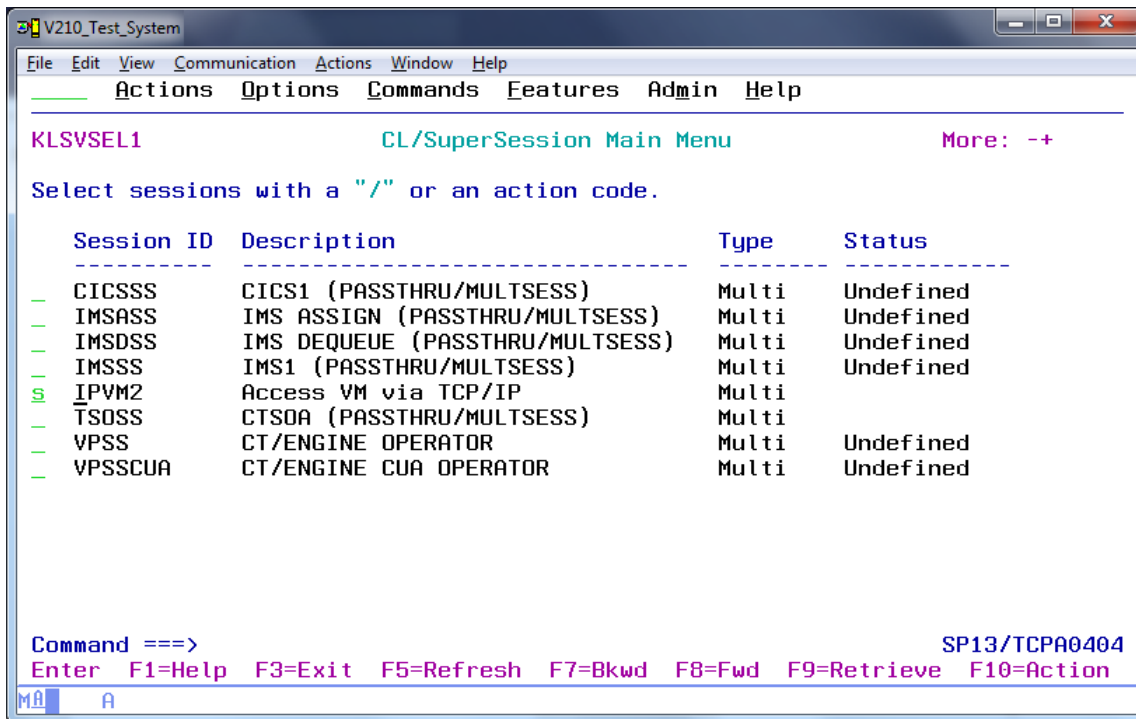 V210_Test_System
File Edit View Communication Actions Window Help
____ Actions Options Commands Features Admin Help
KLSVSEL1 CL/SuperSession Main Menu More: -+
Select sessions with a "/" or an action code.
Session ID Description Type Status
---------- -------------------------------- -------- ------------
_ CICSSS CICS1 (PASSTHRU/MULTSESS) Multi Undefined
_ IMSASS IMS ASSIGN (PASSTHRU/MULTSESS) Multi Undefined
_ IMSDSS IMS DEQUEUE (PASSTHRU/MULTSESS) Multi Undefined
_ IMSSS IMS1 (PASSTHRU/MULTSESS) Multi Undefined
s IPVM2 Access VM via TCP/IP Multi
_ TSOSS CTSOA (PASSTHRU/MULTSESS) Multi
_ VPSS CT/ENGINE OPERATOR Multi Undefined
_ VPSSCUA CT/ENGINE CUA OPERATOR Multi Undefined
Command ===> SP13/TCPA0404
Enter F1=Help F3=Exit F5=Refresh F7=Bkwd F8=Fwd F9=Retrieve F10=Action
MA A